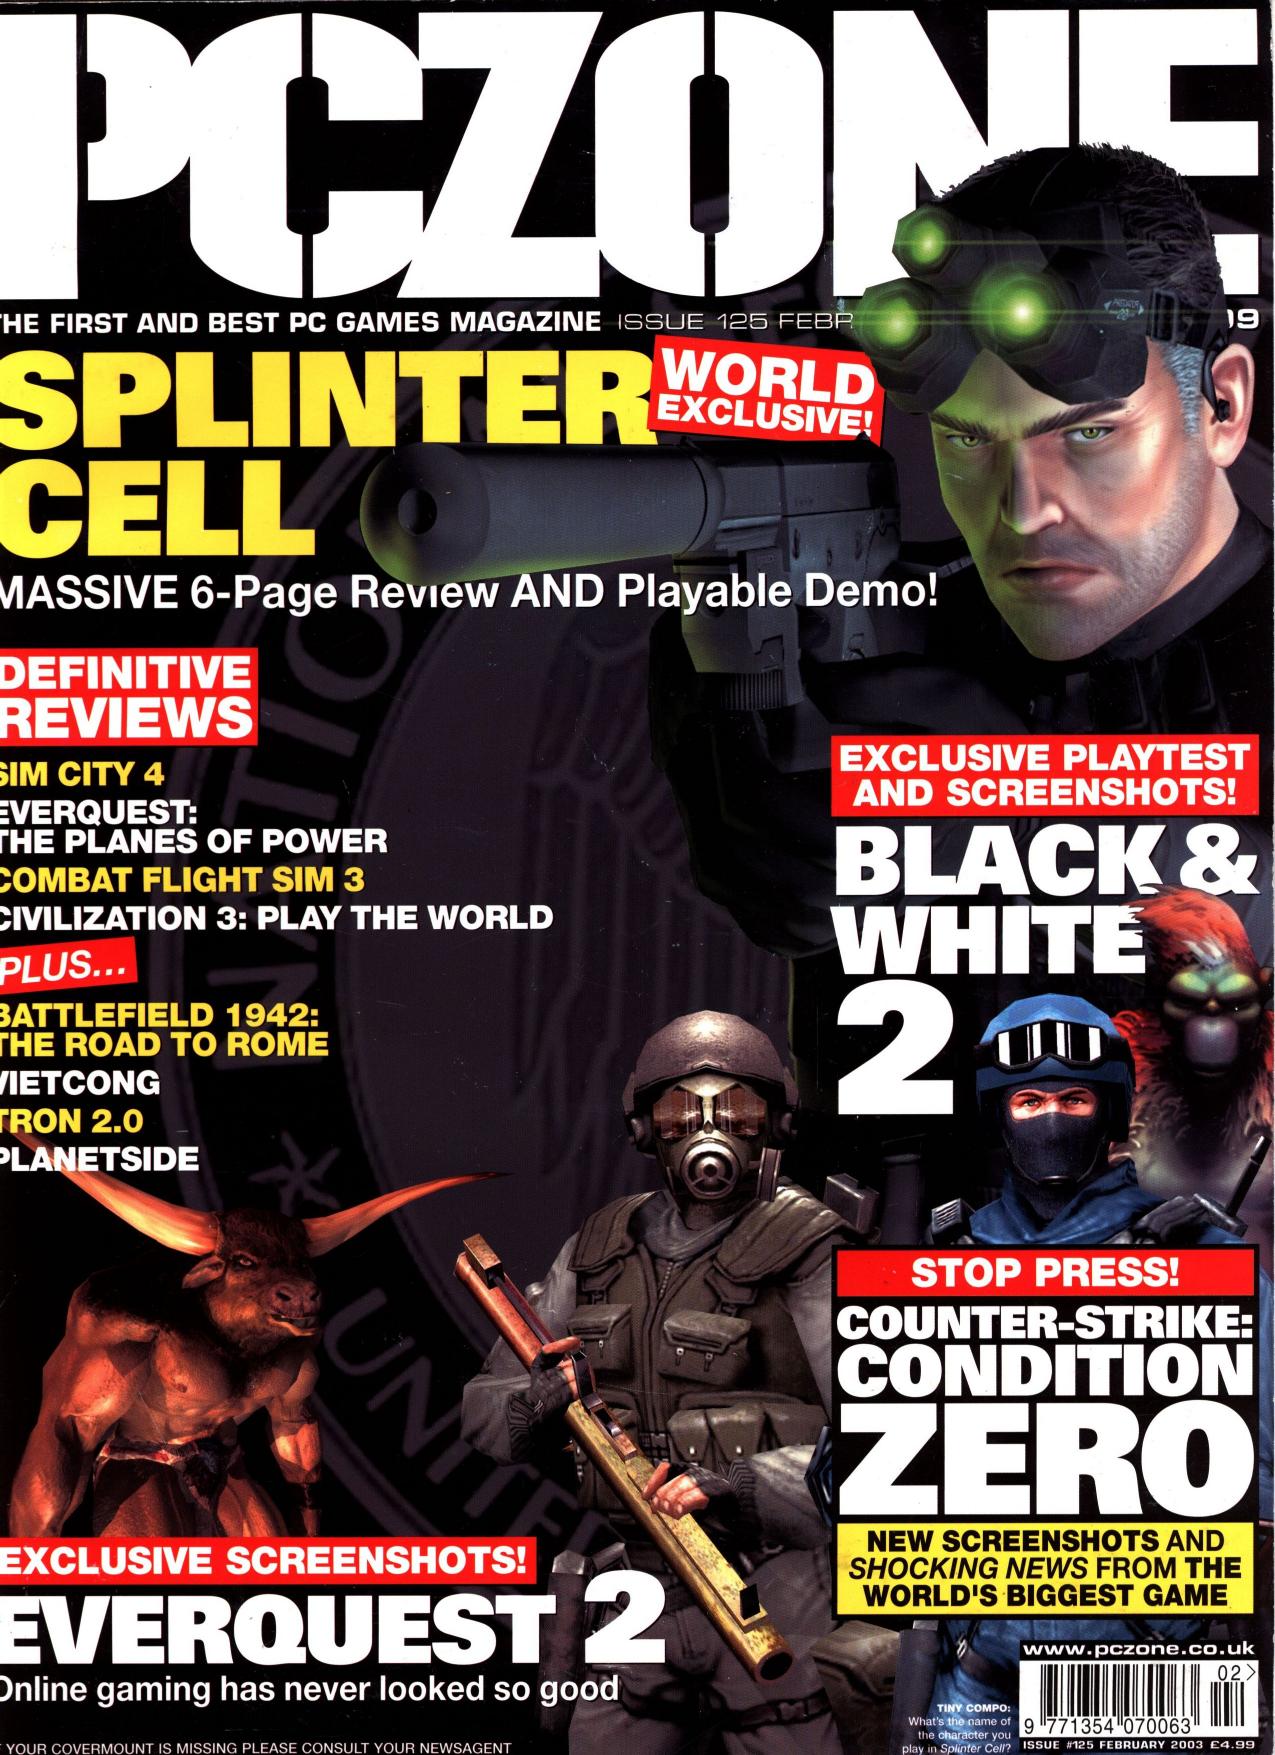 PCZONE
THE FIRST AND BEST PC GAMES MAGAZINE ISSUE 125 FEBR 09
SPLINTER
CELL
WORLD
EXCLUSIVE!
MASSIVE 6-Page Review AND Playable Demo!
DEFINITIVE
REVIEWS
SIM CITY 4
EVERQUEST:
THE PLANES OF POWER
COMBAT FLIGHT SIM 3
CIVILIZATION 3: PLAY THE WORLD
PLUS...
BATTLEFIELD 1942:
THE ROAD TO ROME
VIETCONG
TRON 2.0
PLANETSIDE
EXCLUSIVE PLAYTEST
AND SCREENSHOTS!
BLACK &
WHITE
2
STOP PRESS!
COUNTER-STRIKE:
CONDITION
ZERO
NEW SCREENSHOTS AND
SHOCKING NEWS FROM THE
WORLD'S BIGGEST GAME
EXCLUSIVE SCREENSHOTS!
EVERQUEST 2
Online gaming has never looked so good
YOUR COVERMOUNT IS MISSING PLEASE CONSULT YOUR NEWSAGENT
TINY COMPO:
What's the name of
the character you
play in Splinter Cell?
www.pczone.co.uk
02>
9 771354 070063
ISSUE #125 FEBRUARY 2003 £4.99